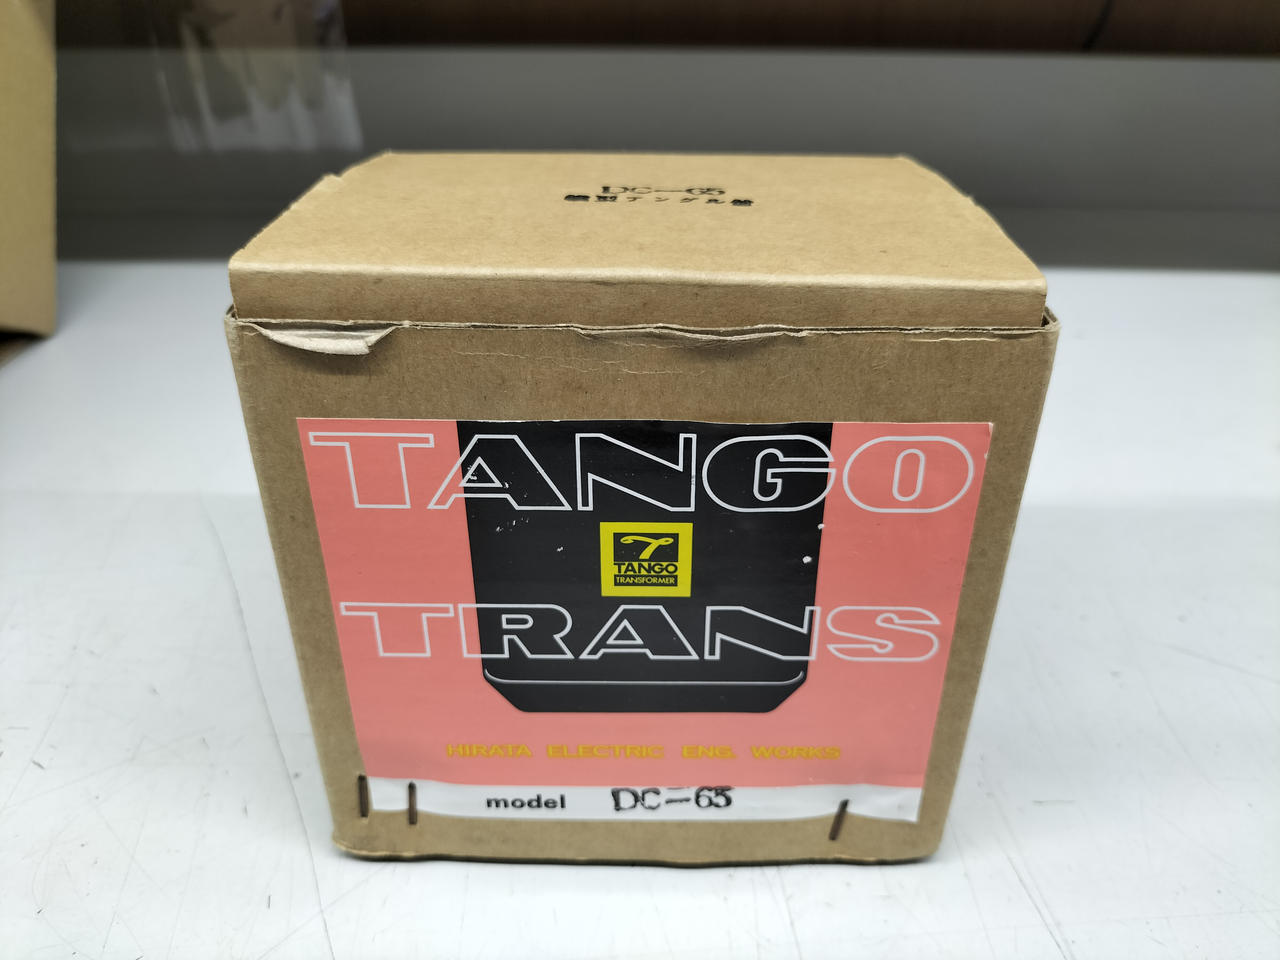 DC-65
縦型アングル無
TANGO
TANGO
TRANSFORMER
TRANS
HIRATA ELECTRIC ENG. WORKS
model DC-65